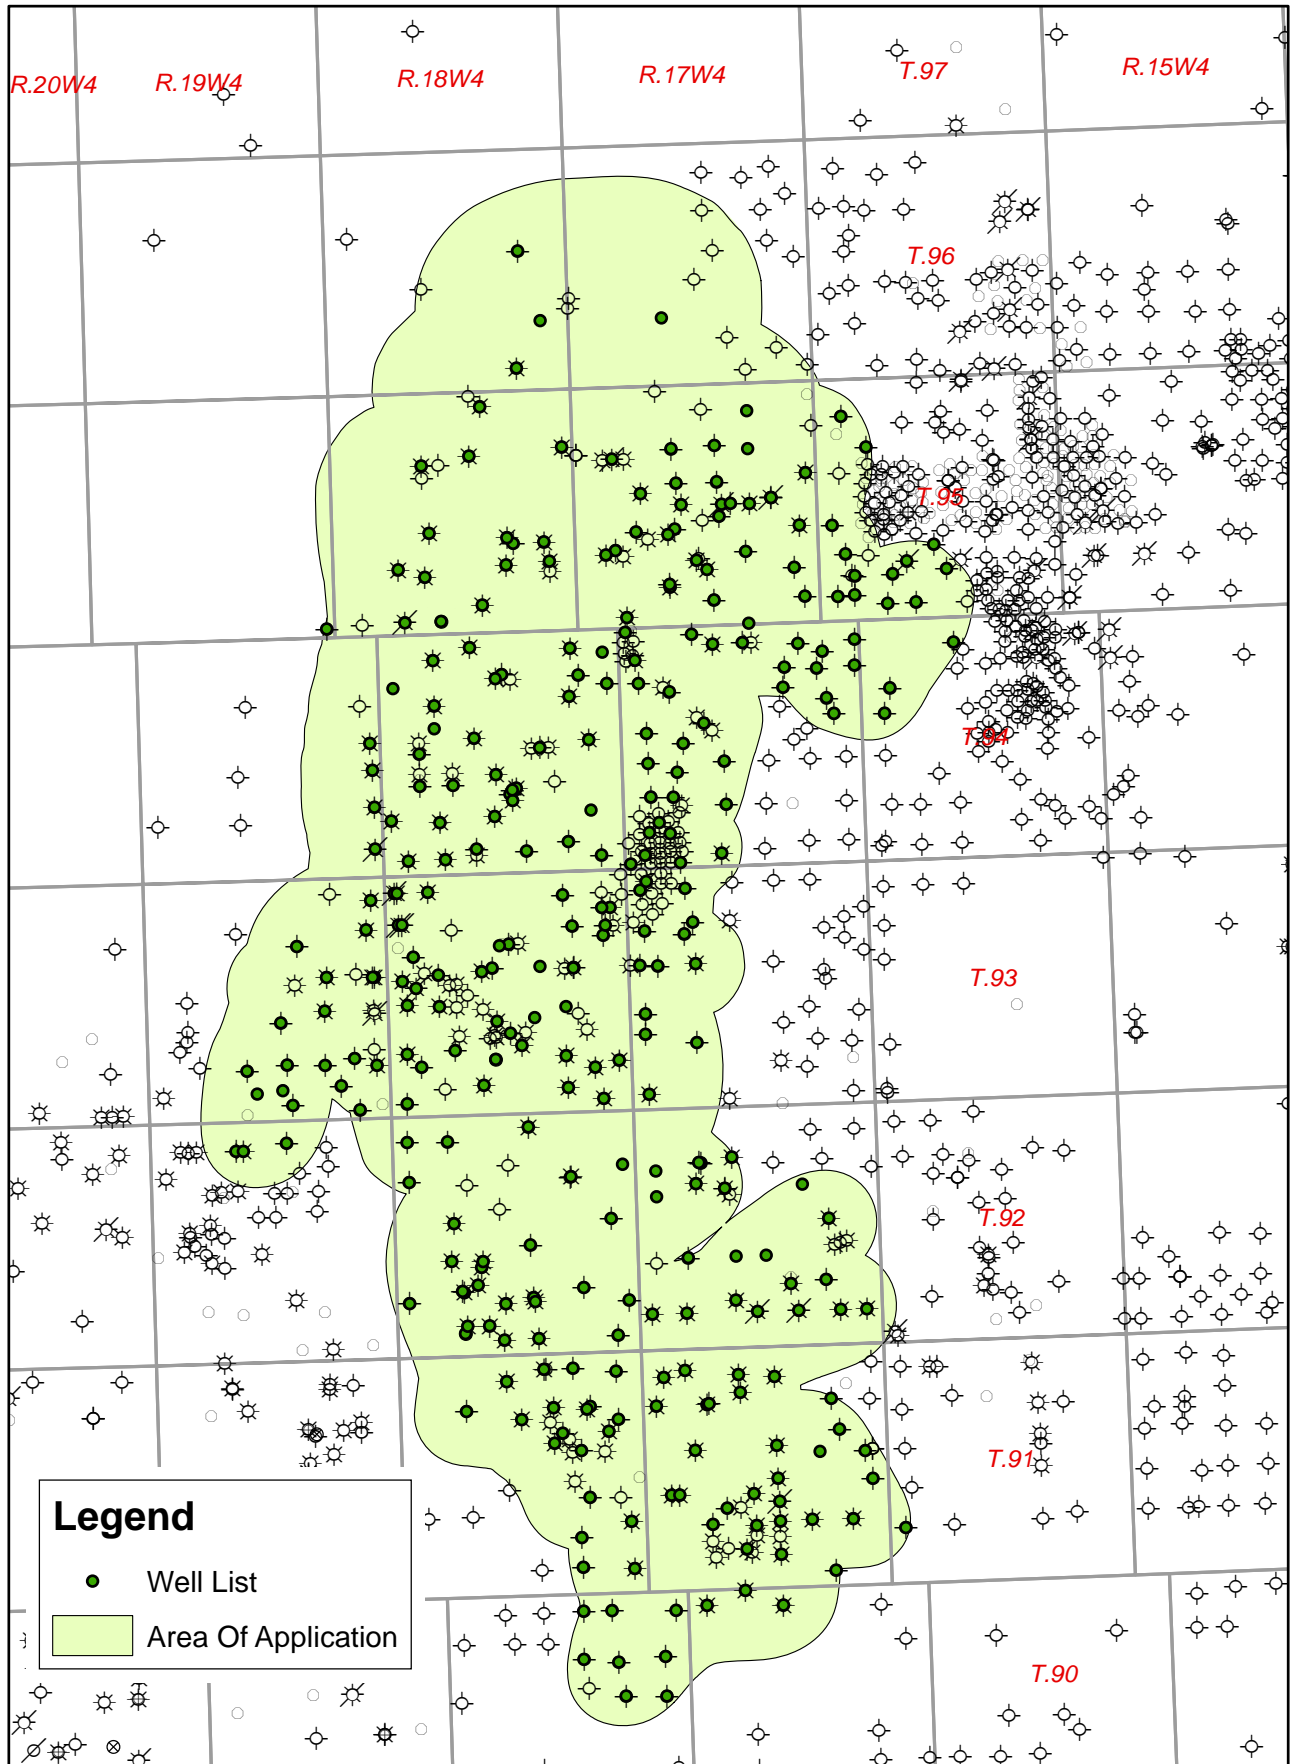 R.20W4
R.19W4
R.18W4
R.17W4
T.97
R.15W4
T.96
T.95
T.94
T.93
T.92
T.91
Legend
Well List
Area Of Application
T.90